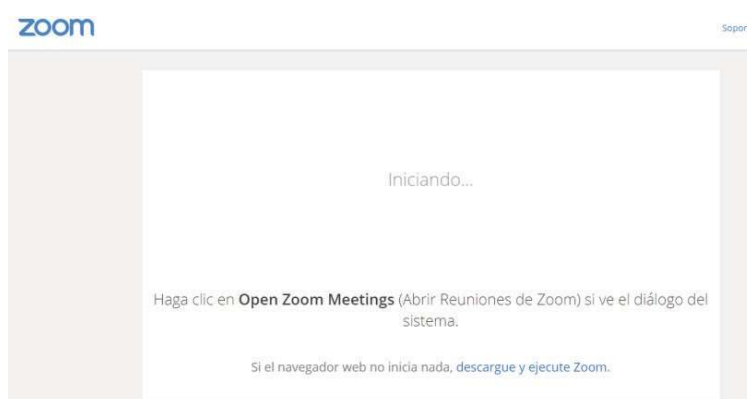 zoom
Sopor
Iniciando...
Haga clic en Open Zoom Meetings (Abrir Reuniones de Zoom) si ve el diálogo del
sistema.
Si el navegador web no inicia nada, descargue y ejecute Zoom.